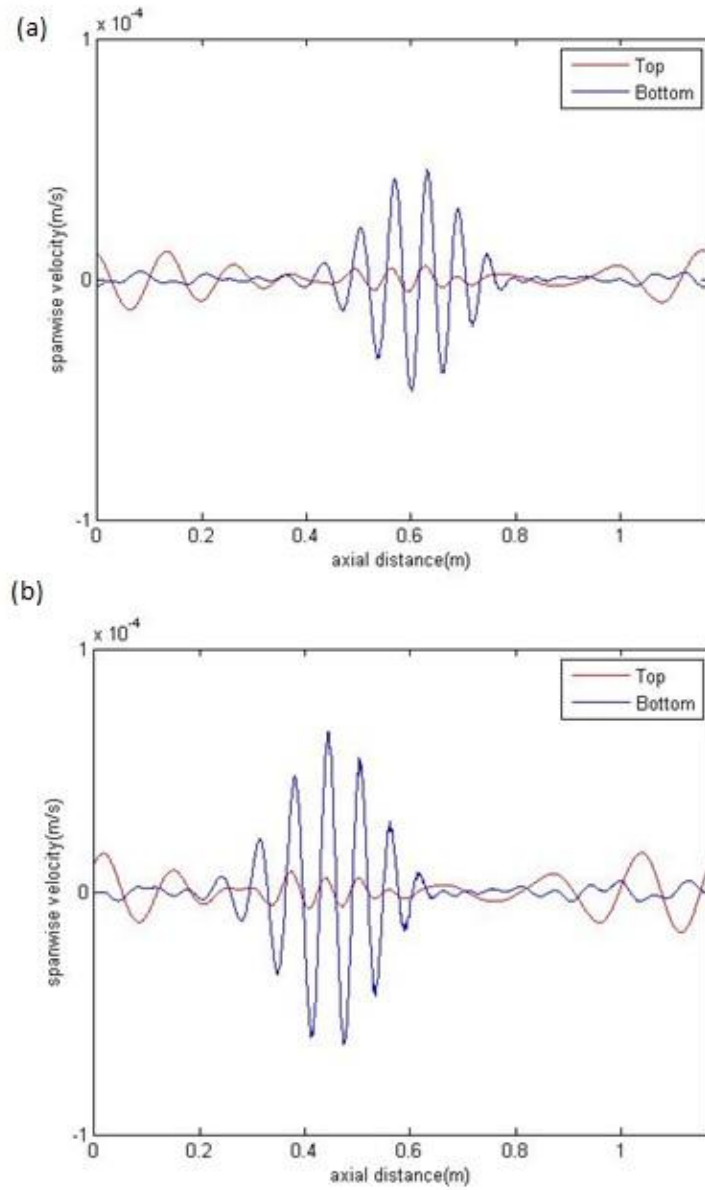 (a)
x 10-4
1
Top
Bottom
spanwise velocity(m/s)
0
-1
0
0.2
0.4
0.6
0.8
1
axial distance(m)
(b)
x 10-4
1
Top
Bottom
spanwise velocity(m/s)
0
-1
0
0.2
0.4
0.6
0.8
1
axial distance(m)